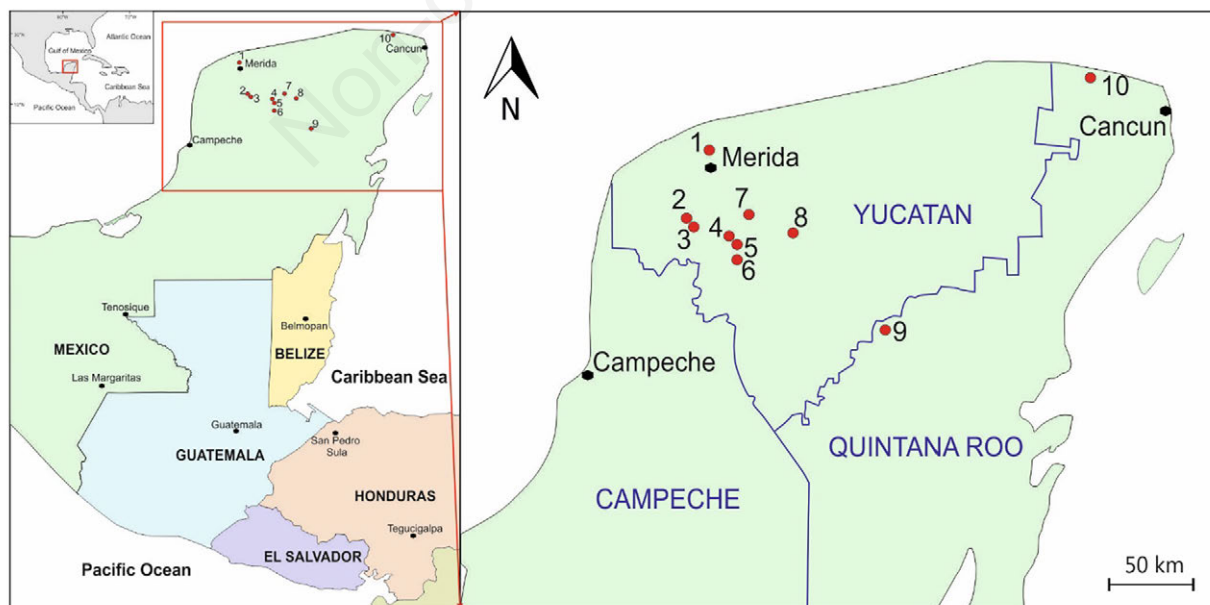 Atlantic Ocean
Gulf of Mexico
Caribbean Sea
Pacific Ocean
10
Cancun
1
Merida
2
3
4
5
6
7
8
9
Campeche
Tenosique
MEXICO
Las Margaritas
Belmopan
BELIZE
Caribbean Sea
Guatemala
GUATEMALA
San Pedro
Sula
HONDURAS
Tegucigalpa
EL SALVADOR
Pacific Ocean
N
10
Cancun
1
Merida
2
3
4
5
6
7
8
YUCATAN
9
Campeche
QUINTANA ROO
CAMPECHE
50 km